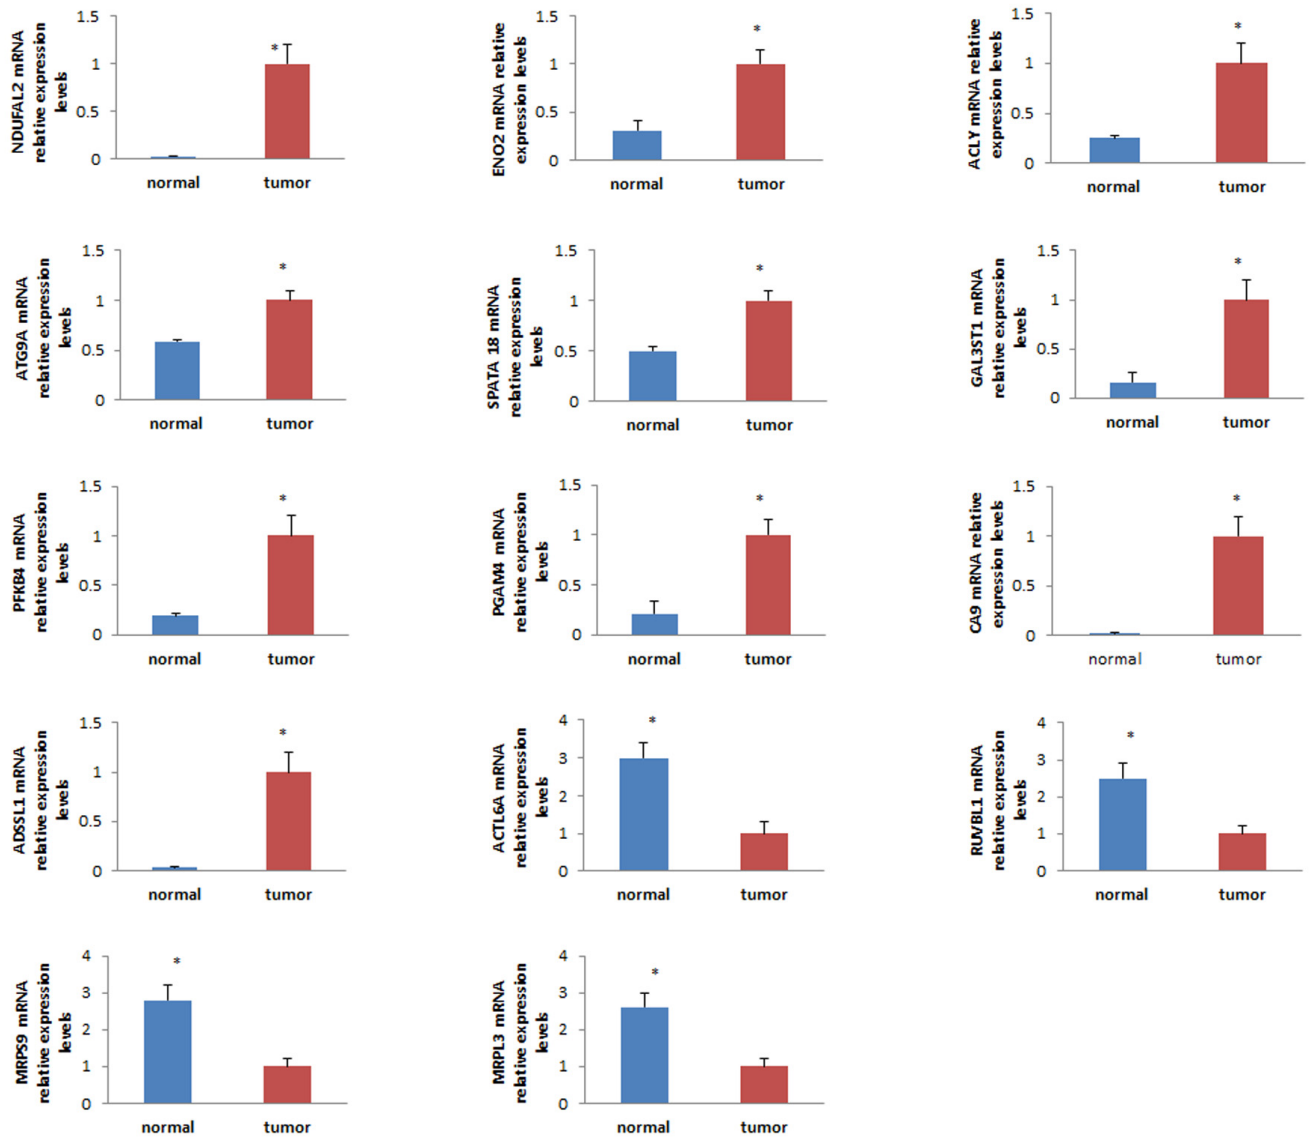 NDUFAL2 mRNA
relative expression
levels
1.5
1
0.5
0
*
normal
tumor
ENO2 mRNA relative
expression levels
1.5
1
0.5
0
*
normal
tumor
ACLY mRNA relative
expression levels
1.5
1
0.5
0
*
normal
tumor
ATG9A mRNA
relative expression
levels
1.5
1
0.5
0
*
normal
tumor
SPATA 18 mRNA
relative expression
levels
1.5
1
0.5
0
*
normal
tumor
GAL3ST1 mRNA
relative expression
levels
1.5
1
0.5
0
*
normal
tumor
PFKB4 mRNA
relative expression
levels
1.5
1
0.5
0
*
normal
tumor
PGAM4 mRNA
relative expression
levels
1.5
1
0.5
0
*
normal
tumor
CA9 mRNA relative
expression levels
1.5
1
0.5
0
*
normal
tumor
ADSSL1 mRNA
relative expression
levels
1.5
1
0.5
0
*
normal
tumor
ACTL6A mRNA
relative expression
levels
4
3
2
1
0
*
normal
tumor
RUVBL1 mRNA
relative expression
levels
4
3
2
1
0
*
normal
tumor
MRPS9 mRNA
relative expression
levels
4
3
2
1
0
*
normal
tumor
MRPL3 mRNA
relative expression
levels
4
3
2
1
0
*
normal
tumor